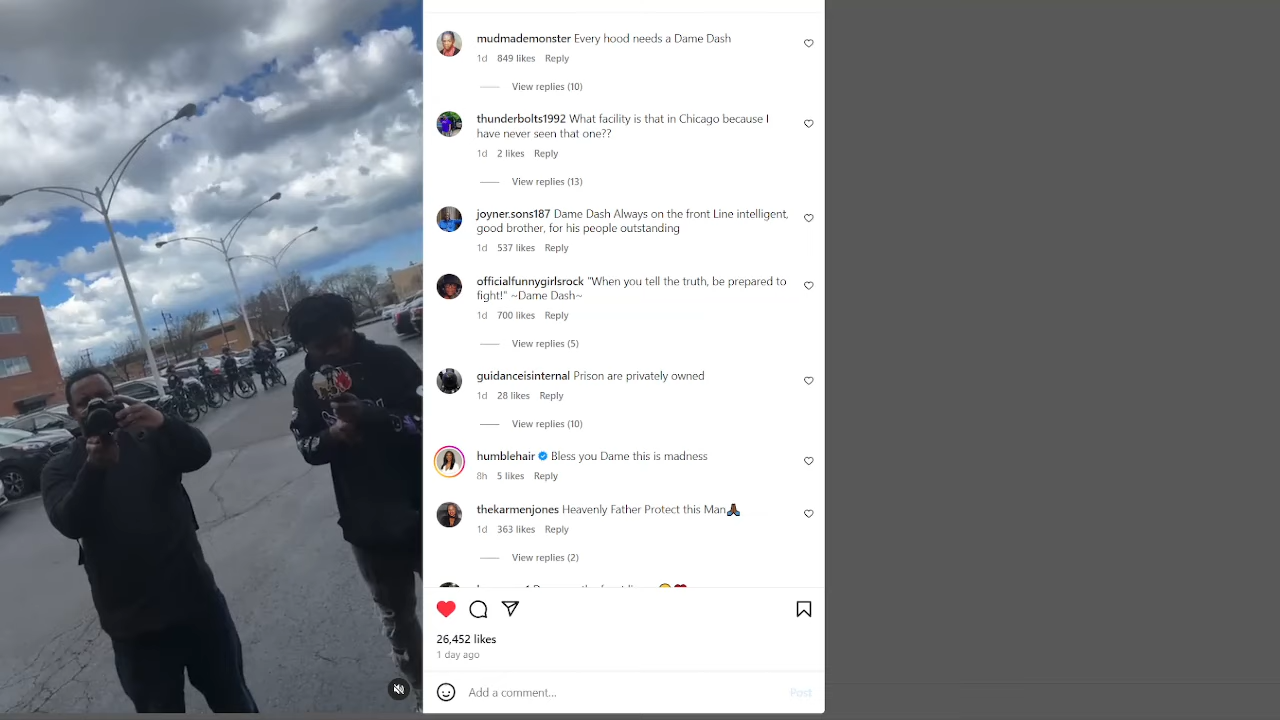 mudmademonster Every hood needs a Dame Dash
1d 849 likes Reply
View replies (10)
thunderbolts1992 What facility is that in Chicago because I
have never seen that one??
1d 2 likes Reply
View replies (13)
joyner.sons187 Dame Dash Always on the front Line intelligent,
good brother, for his people outstanding
1d 537 likes Reply
officialfunnygirlsrock "When you tell the truth, be prepared to
fight!" ~Dame Dash~
1d 700 likes Reply
View replies (5)
guidanceisinternal Prison are privately owned
1d 28 likes Reply
View replies (10)
humblehair Bless you Dame this is madness
8h 5 likes Reply
thekarmenjones Heavenly Father Protect this Man🙏🏾
1d 363 likes Reply
View replies (2)
26,452 likes
1 day ago
Add a comment...
Post